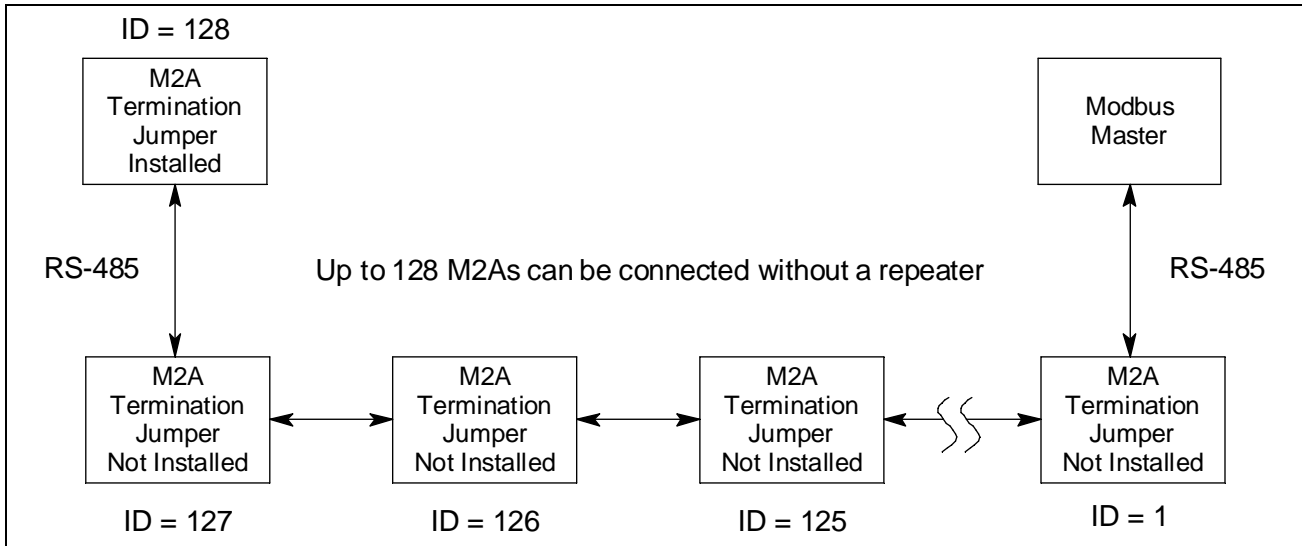 ID = 128
M2A
Termination
Jumper
Installed
Modbus
Master
RS-485
Up to 128 M2As can be connected without a repeater
RS-485
M2A
Termination
Jumper
Not Installed
M2A
Termination
Jumper
Not Installed
M2A
Termination
Jumper
Not Installed
M2A
Termination
Jumper
Not Installed
ID = 127
ID = 126
ID = 125
ID = 1